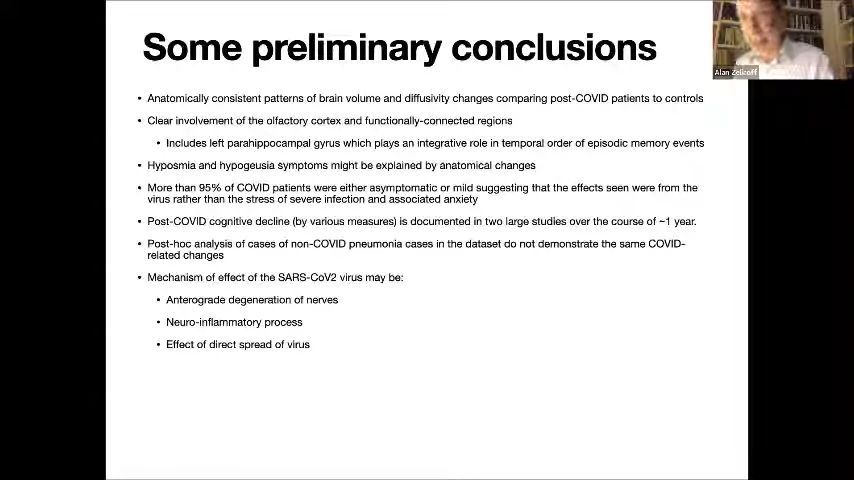 Some preliminary conclusions
Alan Zelicoff
• Anatomically consistent patterns of brain volume and diffusivity changes comparing post-COVID patients to controls
• Clear involvement of the olfactory cortex and functionally-connected regions
• Includes left parahippocampal gyrus which plays an integrative role in temporal order of episodic memory events
• Hyposmia and hypogeusia symptoms might be explained by anatomical changes
• More than 95% of COVID patients were either asymptomatic or mild suggesting that the effects seen were from the
virus rather than the stress of severe infection and associated anxiety
• Post-COVID cognitive decline (by various measures) is documented in two large studies over the course of ~1 year.
• Post-hoc analysis of cases of non-COVID pneumonia cases in the dataset do not demonstrate the same COVID-
related changes
• Mechanism of effect of the SARS-CoV2 virus may be:
• Anterograde degeneration of nerves
• Neuro-inflammatory process
• Effect of direct spread of virus